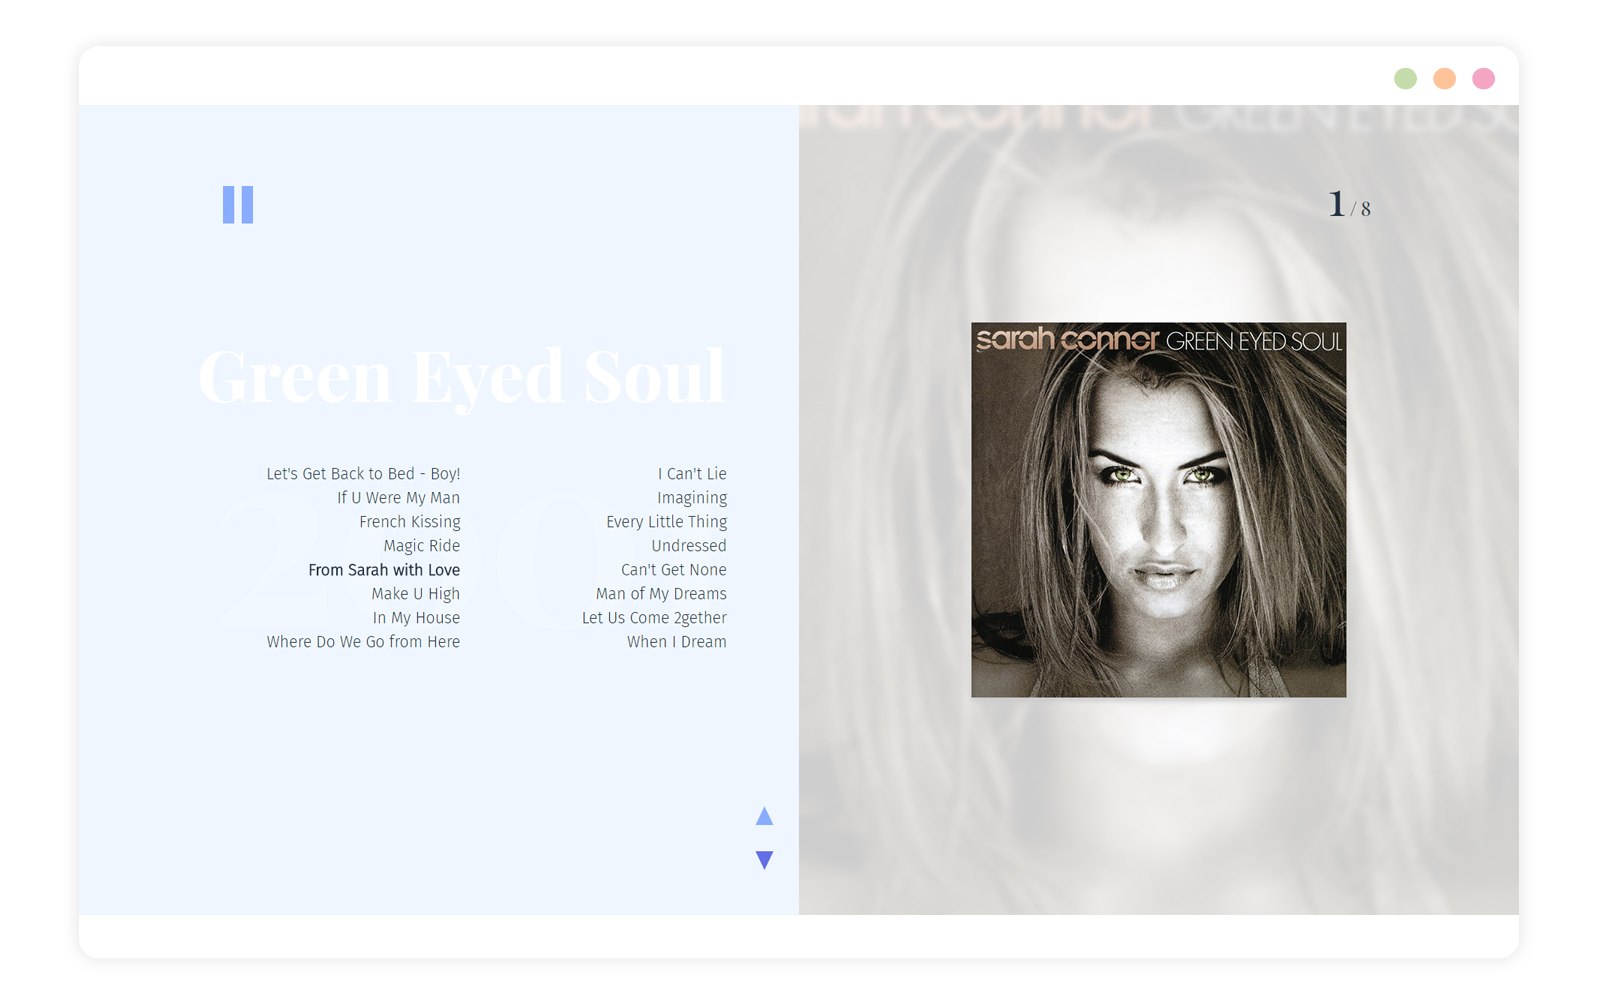 1 / 8
Green Eyed Soul
Let's Get Back to Bed - Boy!
If U Were My Man
French Kissing
Magic Ride
From Sarah with Love
Make U High
In My House
Where Do We Go from Here
I Can't Lie
Imagining
Every Little Thing
Undressed
Can't Get None
Man of My Dreams
Let Us Come 2gether
When I Dream
sarah connor GREEN EYED SOUL